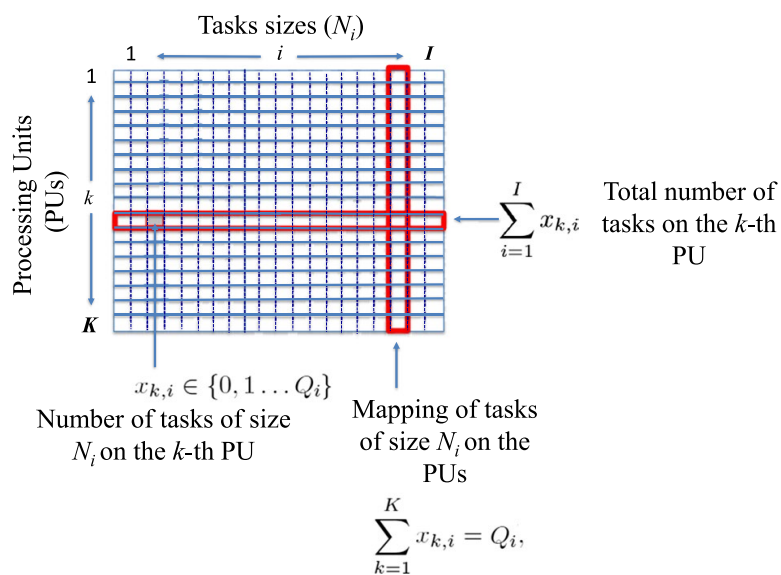 Tasks sizes (N_i)
1 i I
1
k
K
Processing Units
(PUs)
\sum_{i=1}^{I} x_{k,i}
Total number of
tasks on the k-th
PU
x_{k,i} ∈ {0, 1 … Q_i}
Number of tasks of size
N_i on the k-th PU
Mapping of tasks
of size N_i on the
PUs
\sum_{k=1}^{K} x_{k,i} = Q_i,